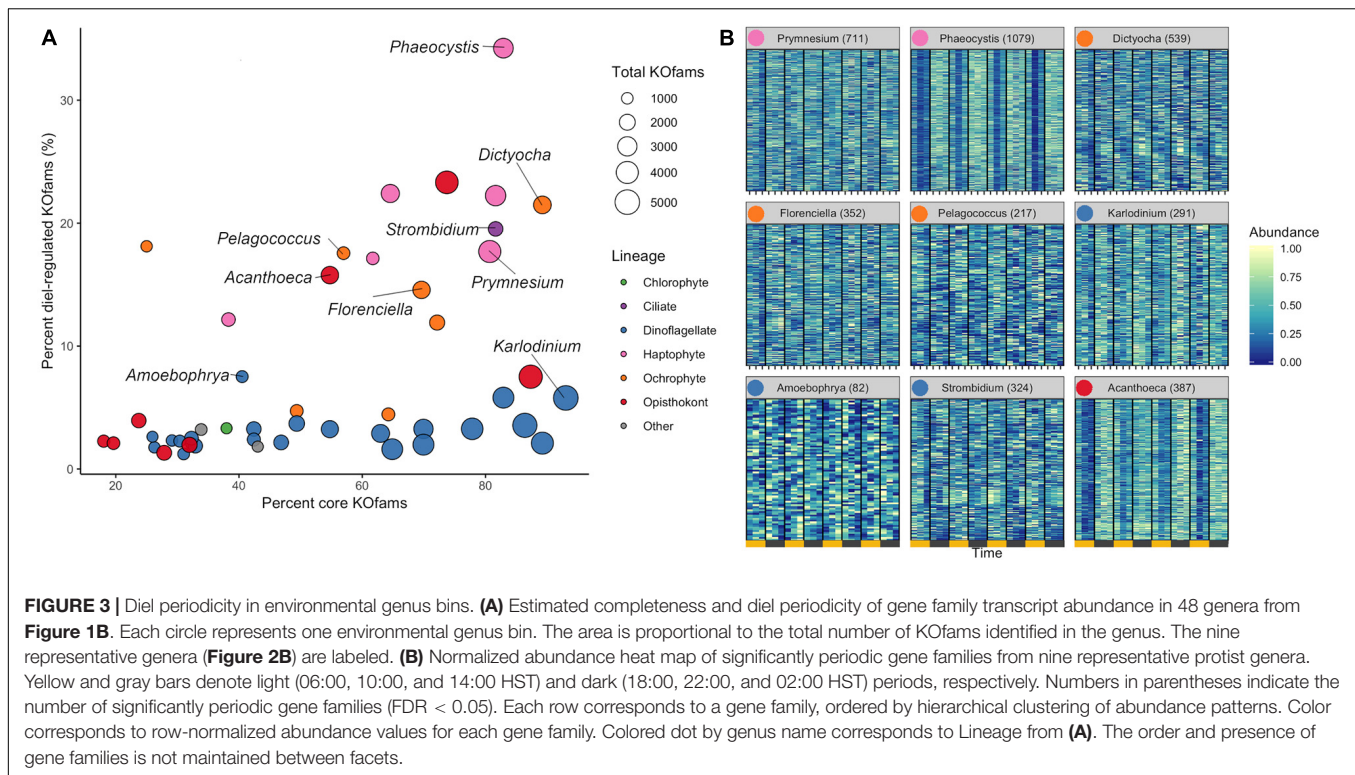 A
Phaeocystis
Dictyocha
Pelagococcus
Strombidium
Acanthoeca
Prymnesium
Florenciella
Karlodinium
Amoebophrya
Percent diel-regulated KOfams (%)
30
20
10
0
20
40
60
80
Percent core KOfams
Total KOfams
1000
2000
3000
4000
5000
Lineage
Chlorophyte
Ciliate
Dinoflagellate
Haptophyte
Ochrophyte
Opisthokont
Other
B
Prymnesium (711)
Phaeocystis (1079)
Dictyocha (539)
Florenciella (352)
Pelagococcus (217)
Karlodinium (291)
Amoebophrya (82)
Strombidium (324)
Acanthoeca (387)
Time
Abundance
1.00
0.75
0.50
0.25
0.00
FIGURE 3 | Diel periodicity in environmental genus bins. (A) Estimated completeness and diel periodicity of gene family transcript abundance in 48 genera from
Figure 1B. Each circle represents one environmental genus bin. The area is proportional to the total number of KOfams identified in the genus. The nine
representative genera (Figure 2B) are labeled. (B) Normalized abundance heat map of significantly periodic gene families from nine representative protist genera.
Yellow and gray bars denote light (06:00, 10:00, and 14:00 HST) and dark (18:00, 22:00, and 02:00 HST) periods, respectively. Numbers in parentheses indicate the
number of significantly periodic gene families (FDR < 0.05). Each row corresponds to a gene family, ordered by hierarchical clustering of abundance patterns. Color
corresponds to row-normalized abundance values for each gene family. Colored dot by genus name corresponds to Lineage from (A). The order and presence of
gene families is not maintained between facets.